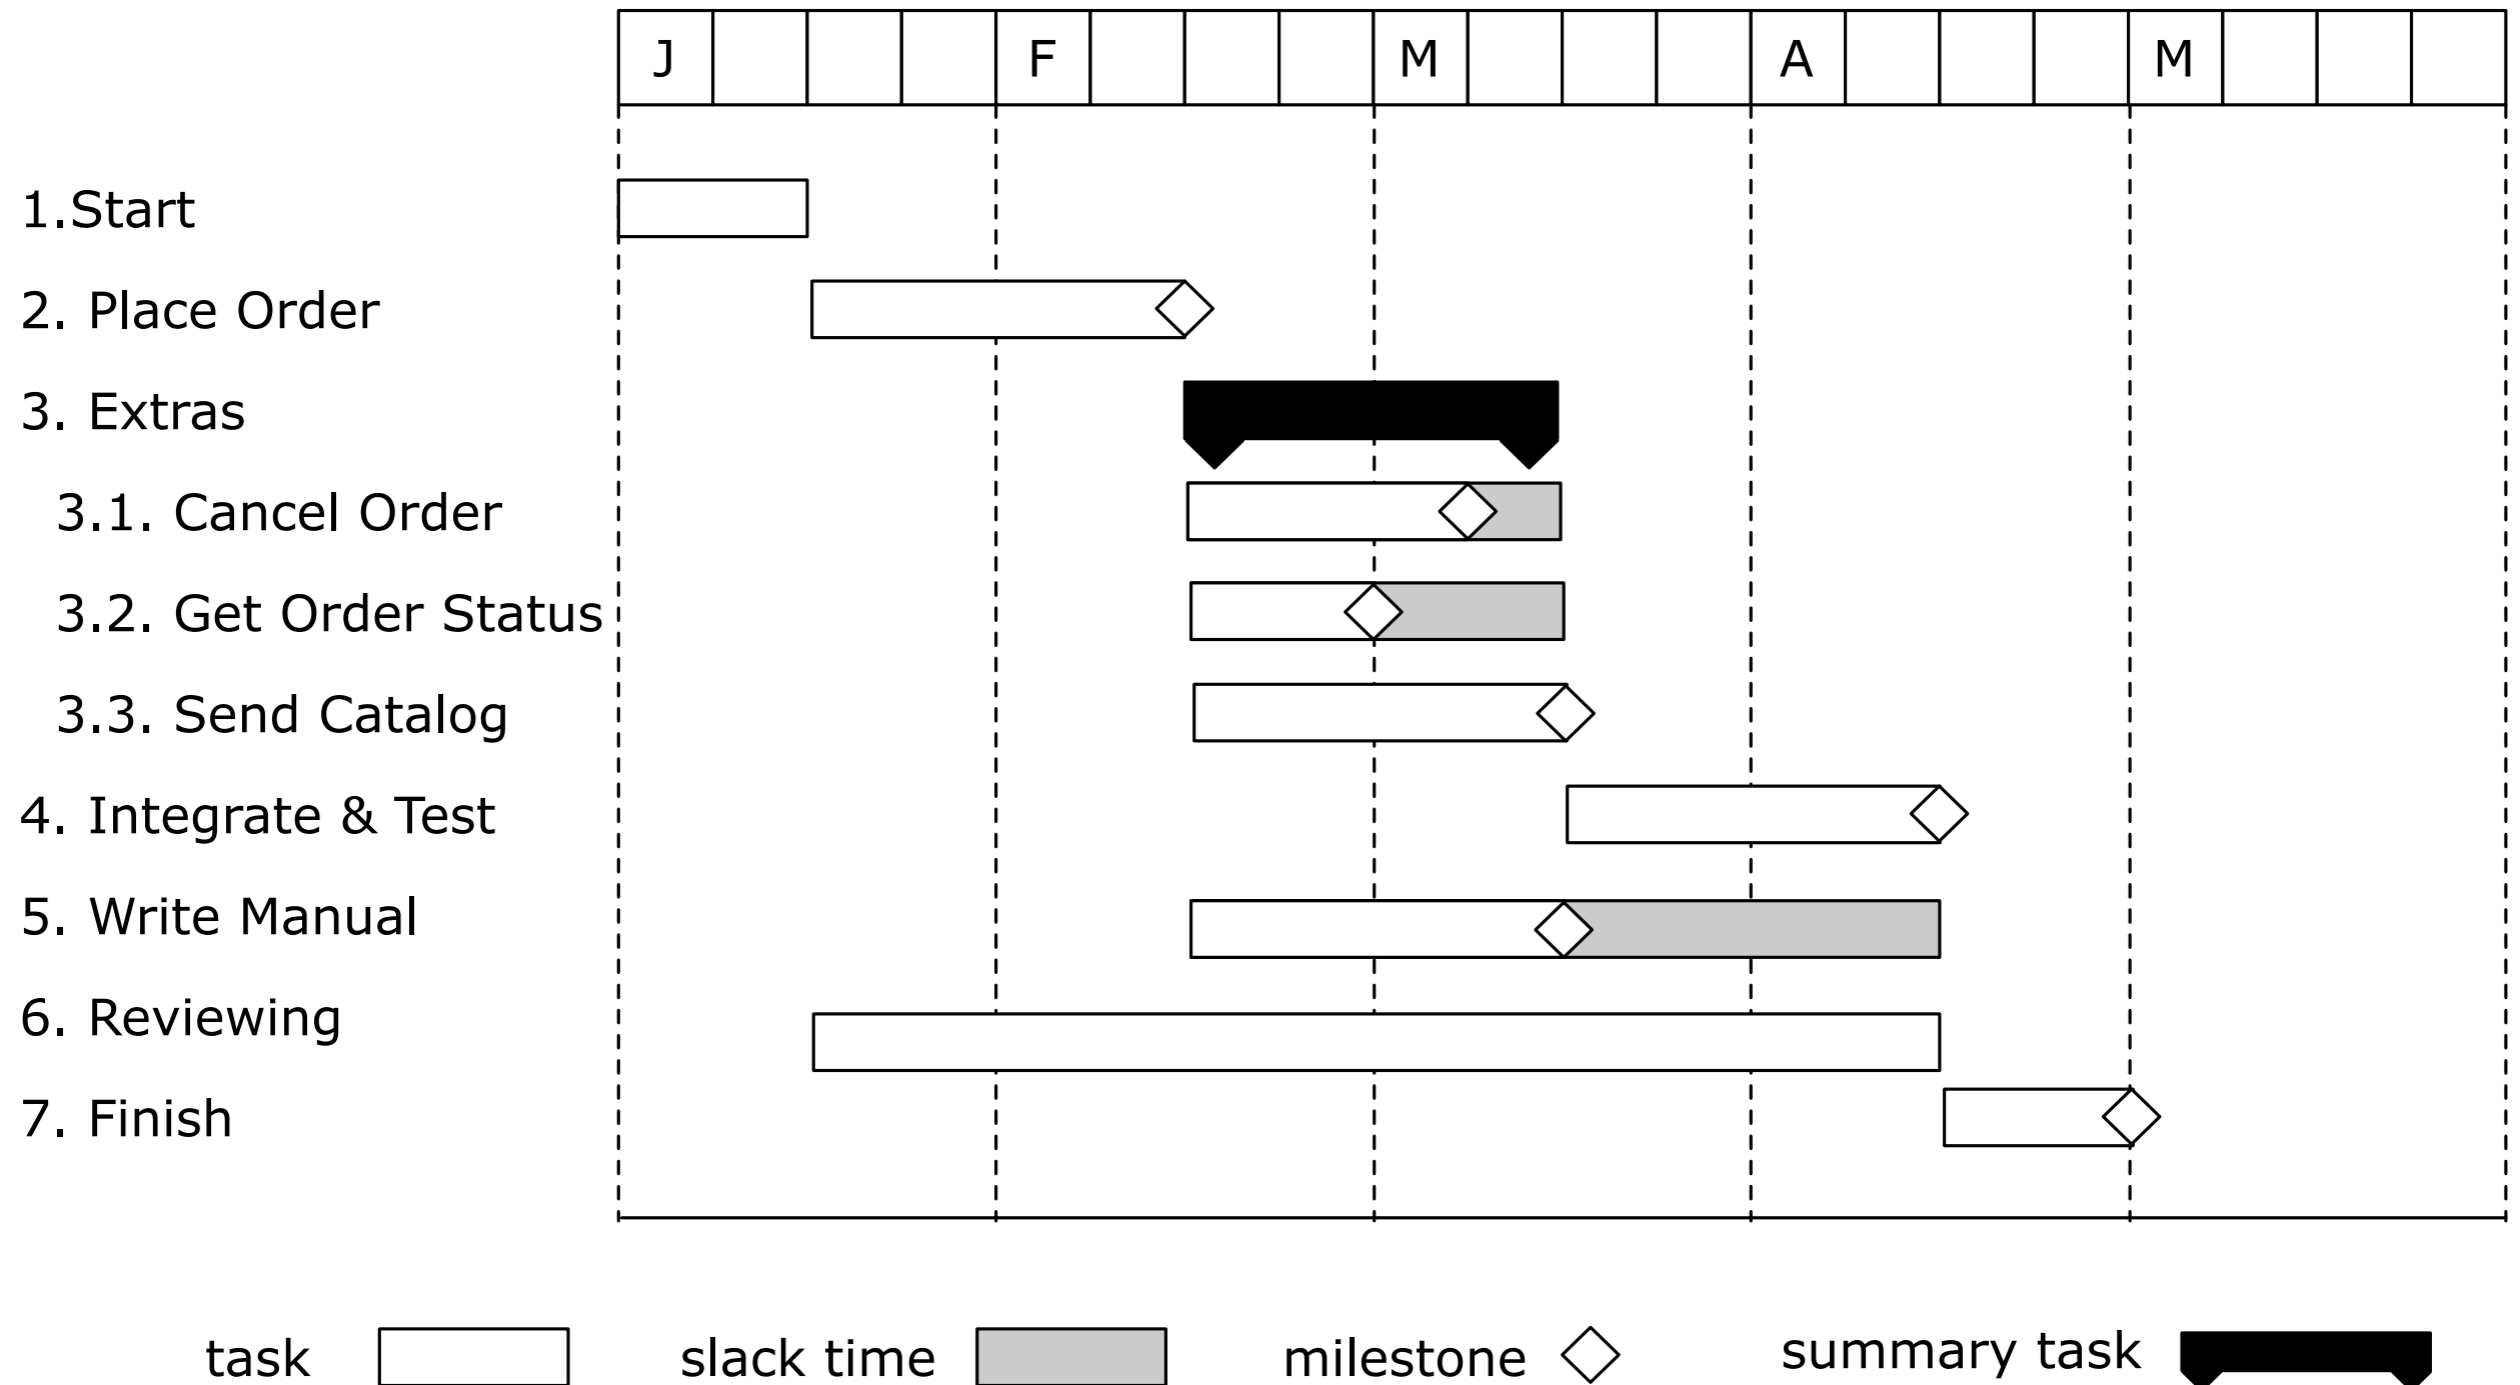 J F M A M
1.Start
2. Place Order
3. Extras
3.1. Cancel Order
3.2. Get Order Status
3.3. Send Catalog
4. Integrate & Test
5. Write Manual
6. Reviewing
7. Finish
task slack time milestone summary task